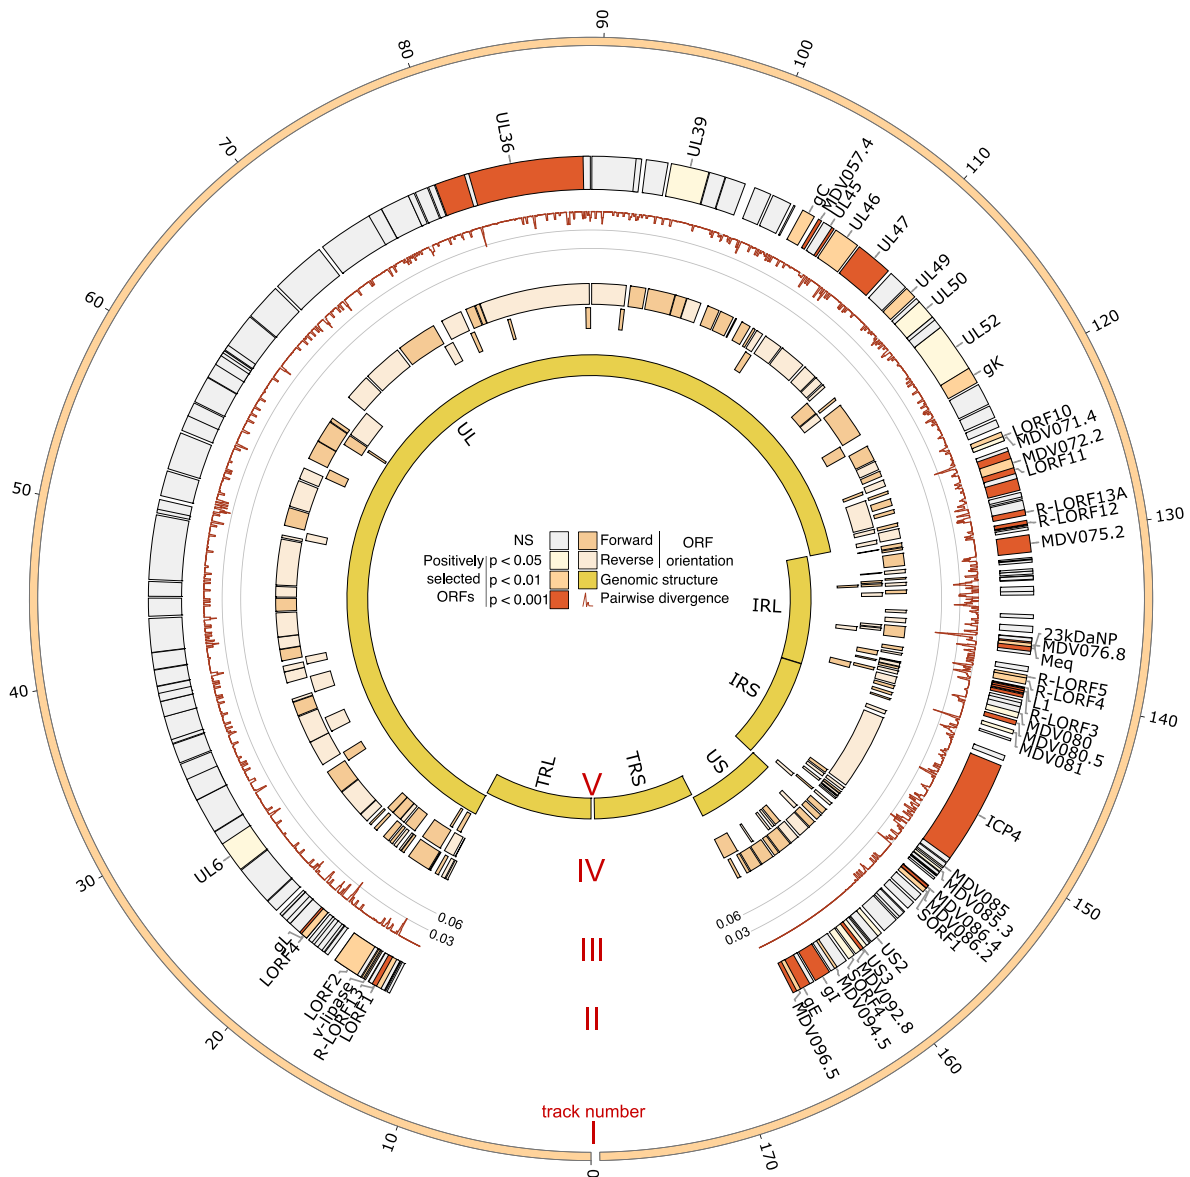 90
80
100
70
110
60
120
50
130
40
140
30
150
20
160
10
170
0
UL36
UL39
gC
MDV057.4
UL45
UL46
UL47
UL49
UL50
UL52
gK
LORF10
MDV071.4
MDV072.2
LORF11
R-LORF13A
R-LORF12
MDV075.2
23kDaNP
MDV076.8
Meq
R-LORF5
R-LORF4
L1
R-LORF3
MDV080
MDV080.5
MDV081
ICP4
MDV085
MDV085.3
MDV086.4
MDV086.2
SORF1
US2
US3
MDV092.8
SORF4
MDV094.5
gI
gE
MDV096.5
UL6
gL
LORF4
LORF2
v-lipase
R-LORF13
LORF1
UL
IRL
IRS
US
TRS
TRL
NS
Positively
selected
ORFs
p < 0.05
p < 0.01
p < 0.001
Forward
Reverse
ORF
orientation
Genomic structure
Pairwise divergence
0.06
0.03
0.06
0.03
V
IV
III
II
track number
I